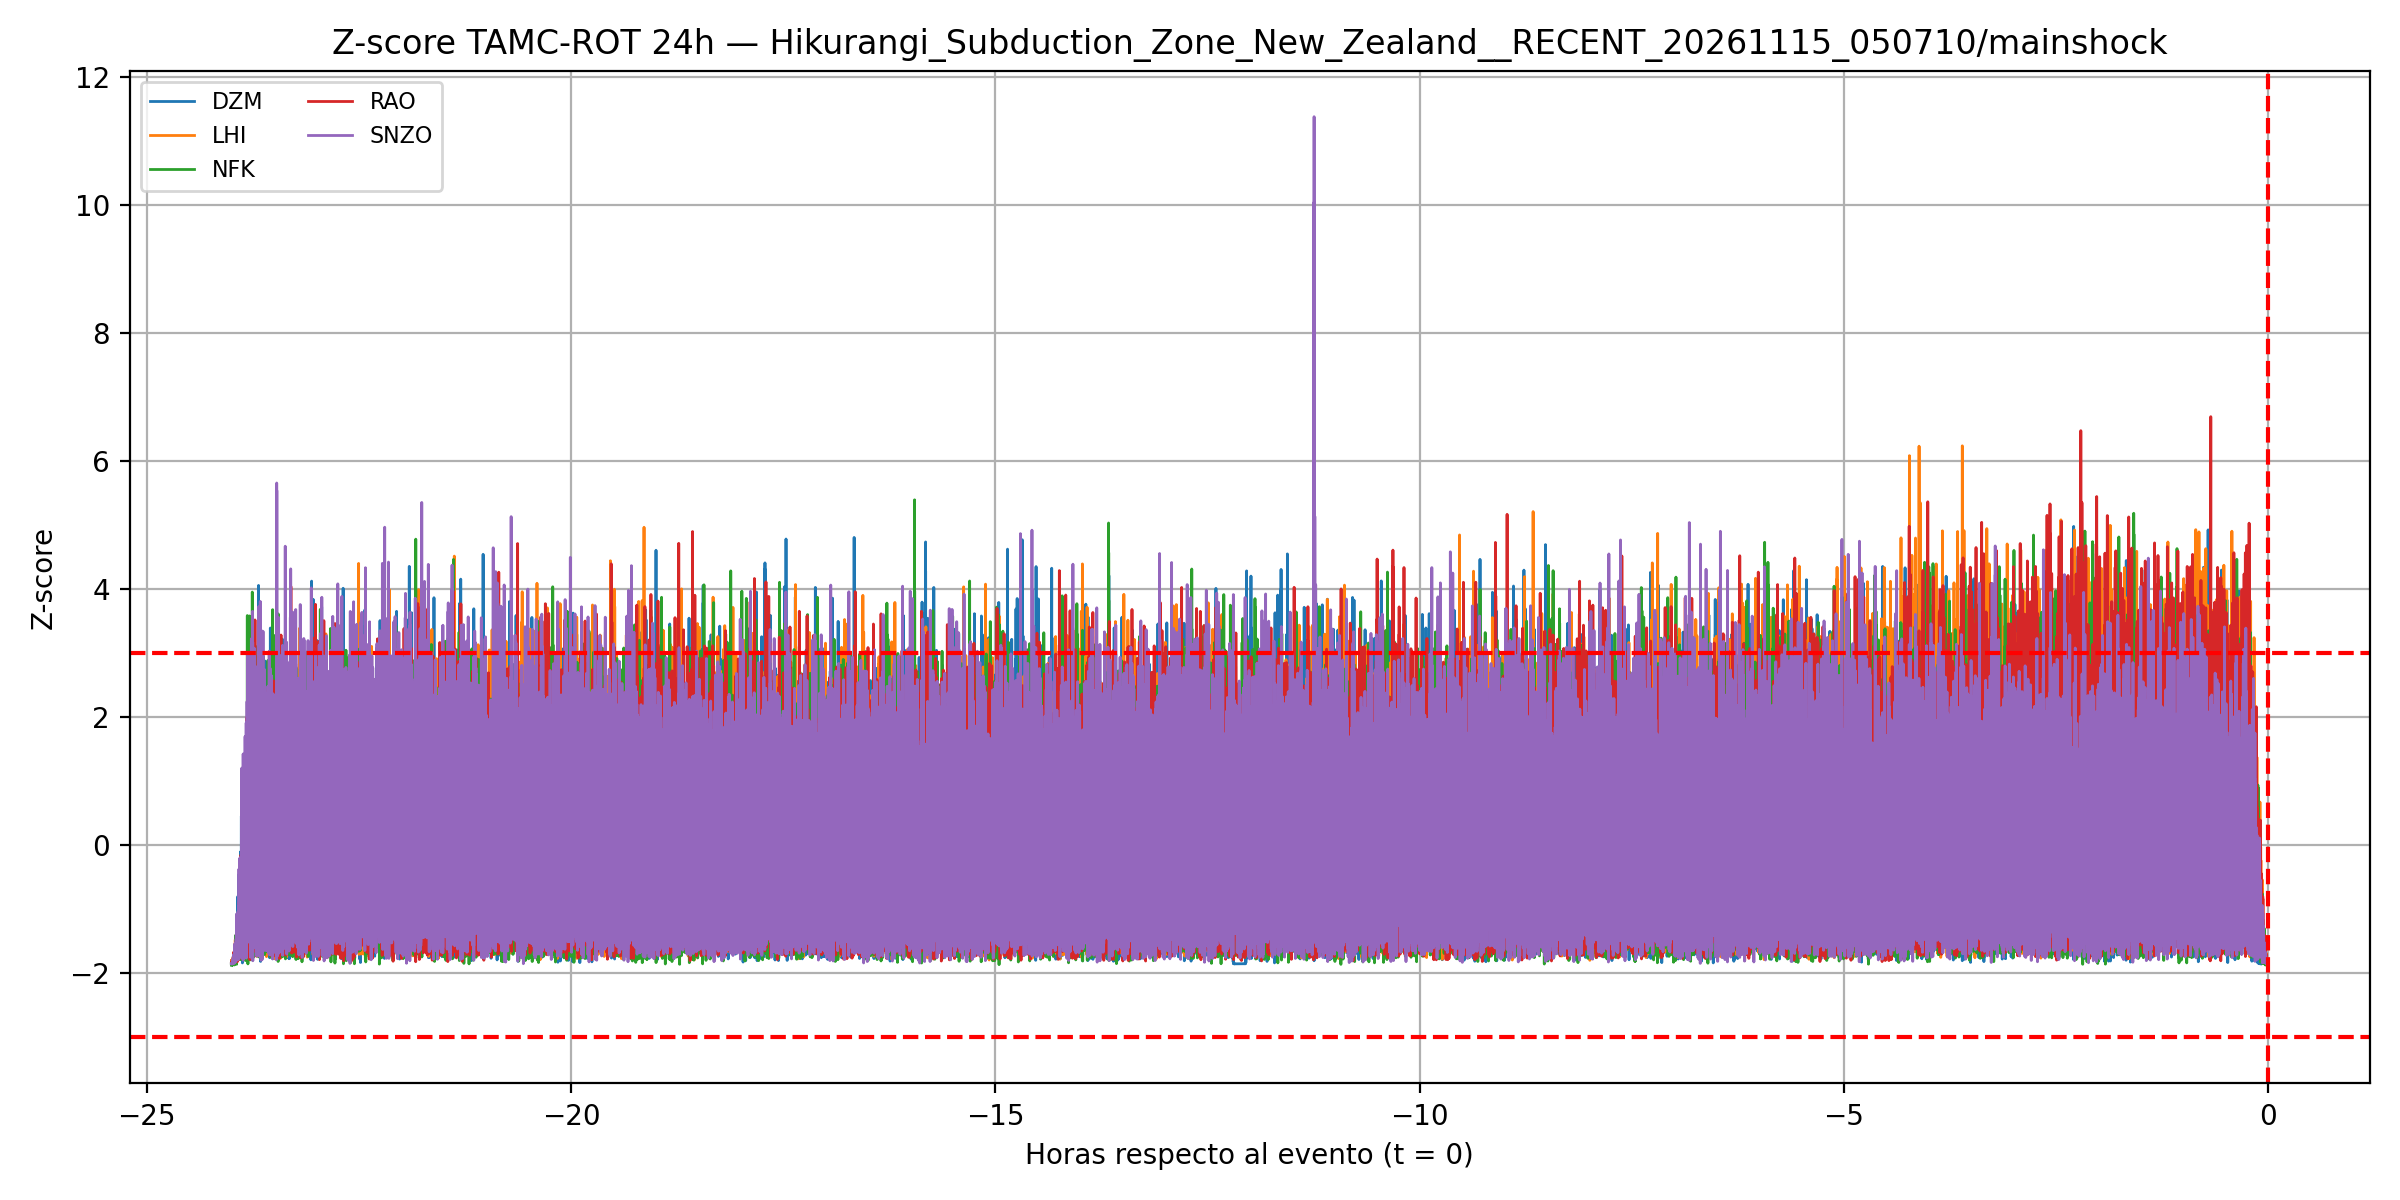 Z-score TAMC-ROT 24h — Hikurangi_Subduction_Zone_New_Zealand__RECENT_20261115_050710/mainshock
12
10
8
6
4
2
0
−2
Z-score
DZM
LHI
NFK
RAO
SNZO
−25
−20
−15
−10
−5
0
Horas respecto al evento (t = 0)